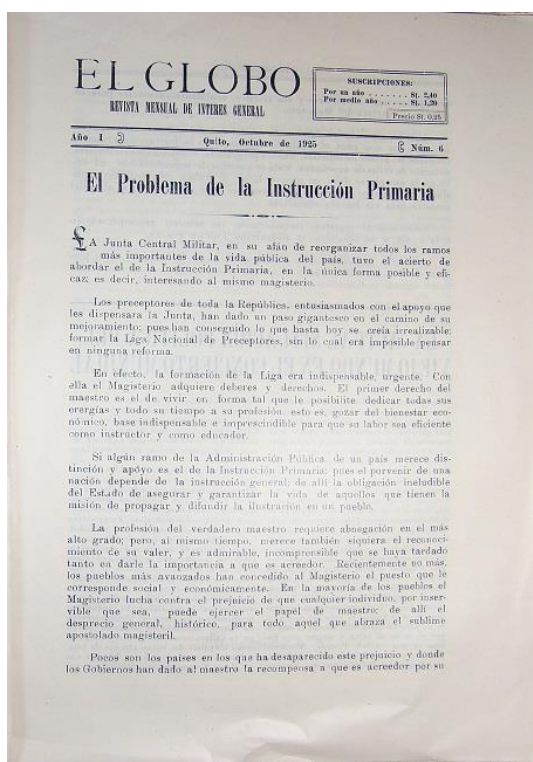 EL GLOBO
REVISTA MENSUAL DE INTERES GENERAL
SUSCRIPCIONES:
Por un año . . . . . . . S|. 2,40
Por medio año . . . . . S|. 1,20
Precio S|. 0,25
Año I
Quito, Octubre de 1925
Núm. 6
El Problema de la Instrucción Primaria
LA Junta Central Militar, en su afán de reorganizar todos los ramos
más importantes de la vida pública del país, tuvo el acierto de
abordar el de la Instrucción Primaria, en la única forma posible y efi-
caz; es decir, interesando al mismo magisterio.
Los preceptores de toda la República, entusiasmados con el apoyo que
les dispensara la Junta, han dado un paso gigantesco en el camino de su
mejoramiento; pues han conseguido lo que hasta hoy se creía irrealizable:
formar la Liga Nacional de Preceptores, sin lo cual era imposible pensar
en ninguna reforma.
En efecto, la formación de la Liga era indispensable, urgente. Con
ella el Magisterio adquiere deberes y derechos. El primer derecho del
maestro es el de vivir en forma tal que le posibilite dedicar todas sus
energías y todo su tiempo a su profesión, esto es, gozar del bienestar eco-
nómico, base indispensable e imprescindible para que su labor sea eficiente
como instructor y como educador.
Si algún ramo de la Administración Pública de un país merece dis-
tinción y apoyo es el de la Instrucción Primaria; pues el porvenir de una
nación depende de la instrucción general; de allí la obligación ineludible
del Estado de asegurar y garantizar la vida de aquellos que tienen la
misión de propagar y difundir la ilustración en un pueblo.
La profesión del verdadero maestro requiere abnegación en el más
alto grado; pero, al mismo tiempo, merece también siquiera el reconoci-
miento de su valer, y es admirable, incomprensible que se haya tardado
tanto en darle la importancia a que es acreedor. Recientemente no más,
los pueblos más avanzados han concedido al Magisterio el puesto que le
corresponde social y económicamente. En la mayoría de los pueblos el
Magisterio lucha contra el prejuicio de que cualquier individuo, por inser-
vible que sea, puede ejercer el papel de maestro; de allí el
desprecio general, histórico, para todo aquel que abraza el sublime
apostolado magisteril.
Pocos son los países en los que ha desaparecido este prejuicio y donde
los Gobiernos han dado al maestro la recompensa a que es acreedor por su